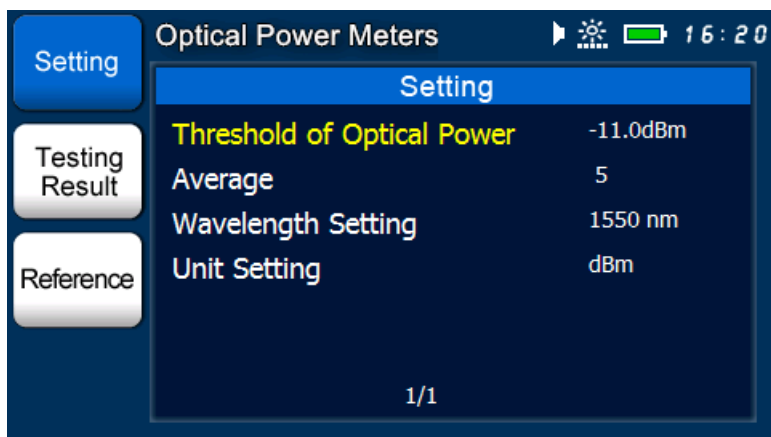 Setting
Optical Power Meters
16:20
Setting
Threshold of Optical Power -11.0dBm
Average 5
Wavelength Setting 1550 nm
Unit Setting dBm
1/1
Testing
Result
Reference